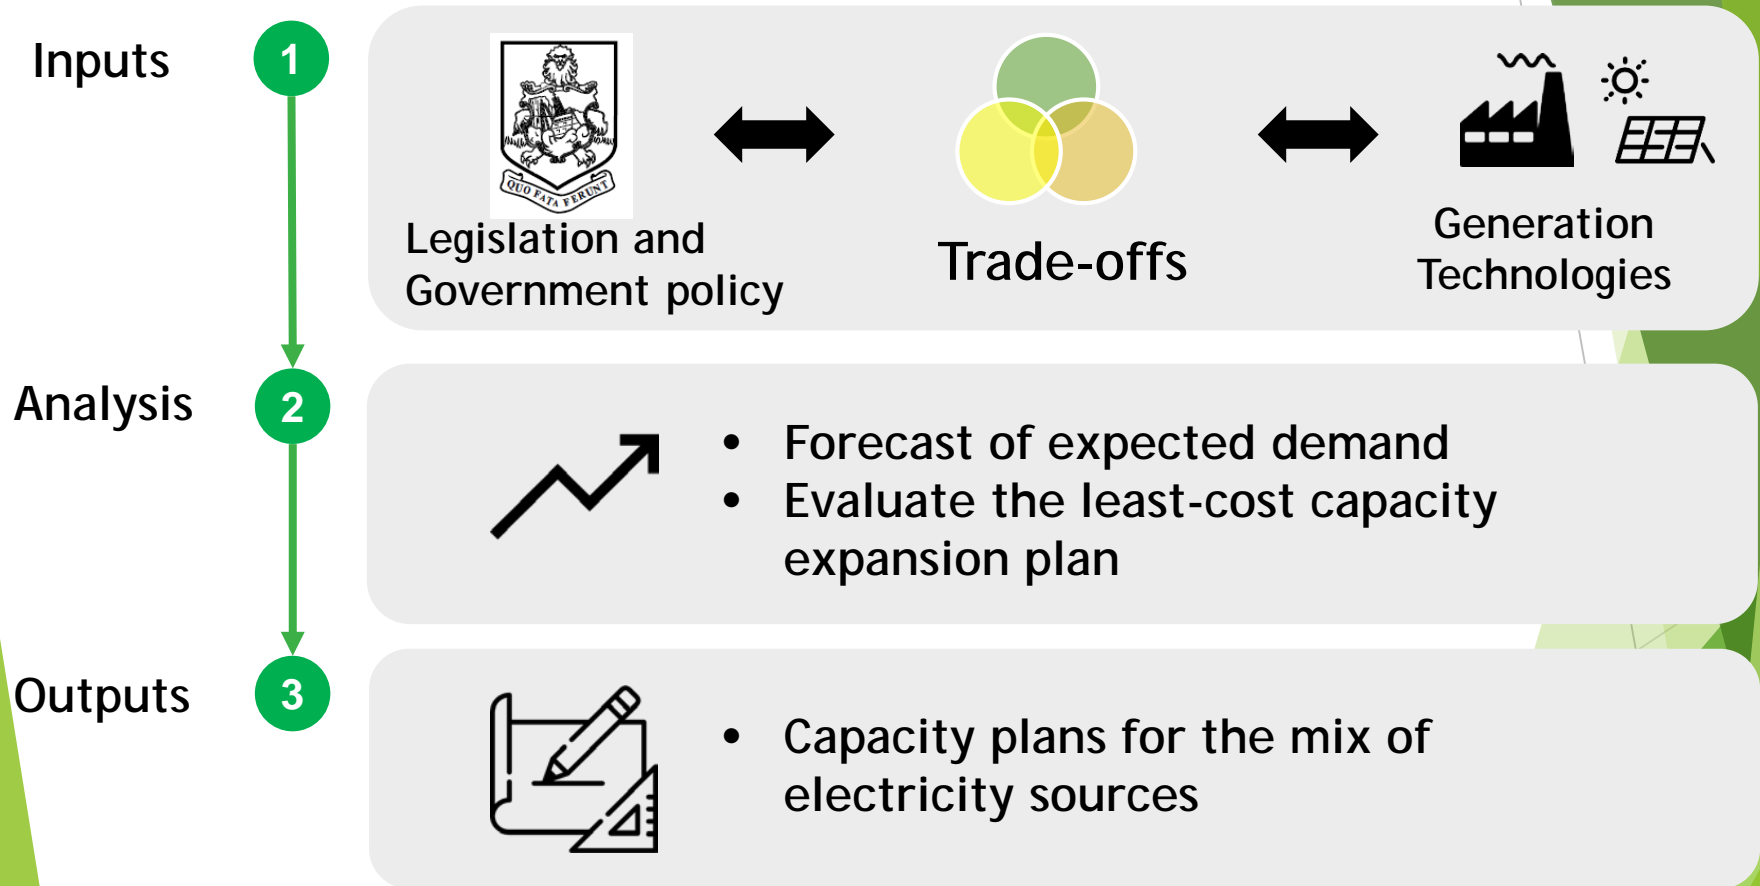 Inputs
1
QUO FATA FERUNT
Legislation and
Government policy
Trade-offs
Generation
Technologies
Analysis
2
• Forecast of expected demand
• Evaluate the least-cost capacity
expansion plan
Outputs
3
• Capacity plans for the mix of
electricity sources